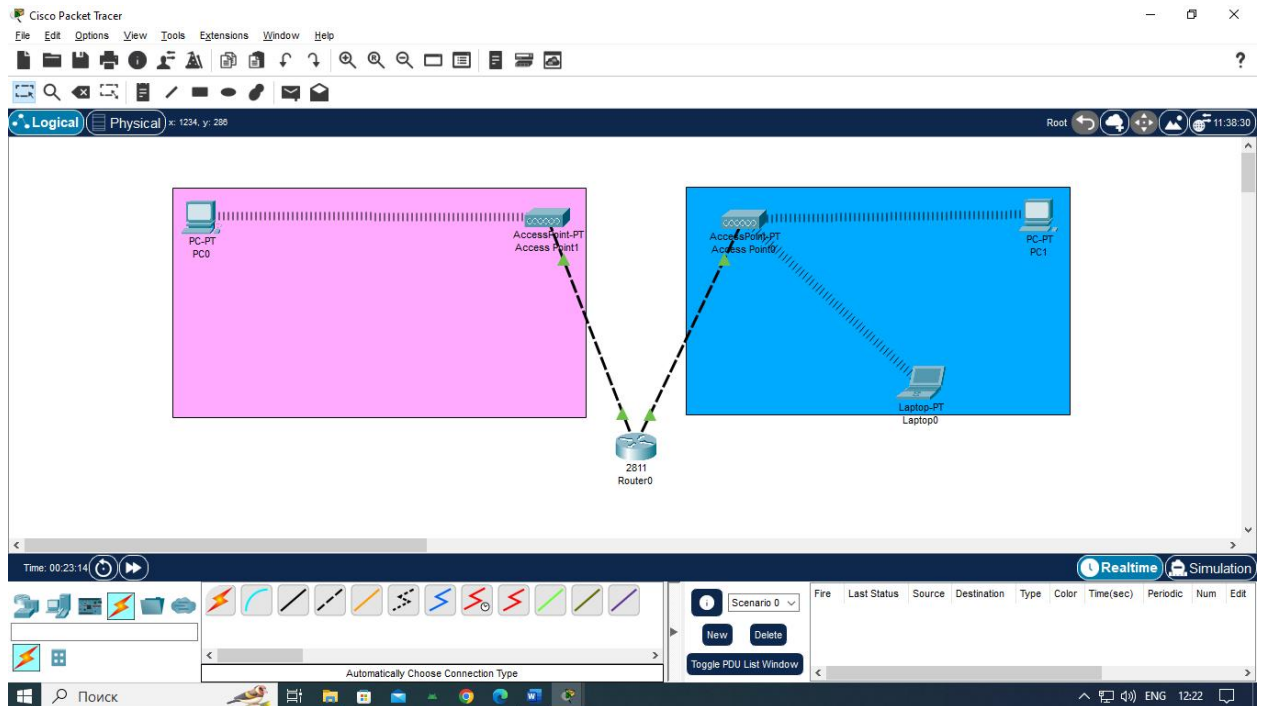 Cisco Packet Tracer
File Edit Options View Tools Extensions Window Help
?
Logical Physical x: 1234, y: 286 Root 11:38:30
PC-PT
PC0
AccessPoint-PT
Access Point1
AccessPoint-PT
Access Point0
PC-PT
PC1
Laptop-PT
Laptop0
2811
Router0
Time: 00:23:14 Realtime Simulation
Scenario 0
New Delete
Toggle PDU List Window
Fire Last Status Source Destination Type Color Time(sec) Periodic Num Edit
Automatically Choose Connection Type
Поиск ENG 12:22